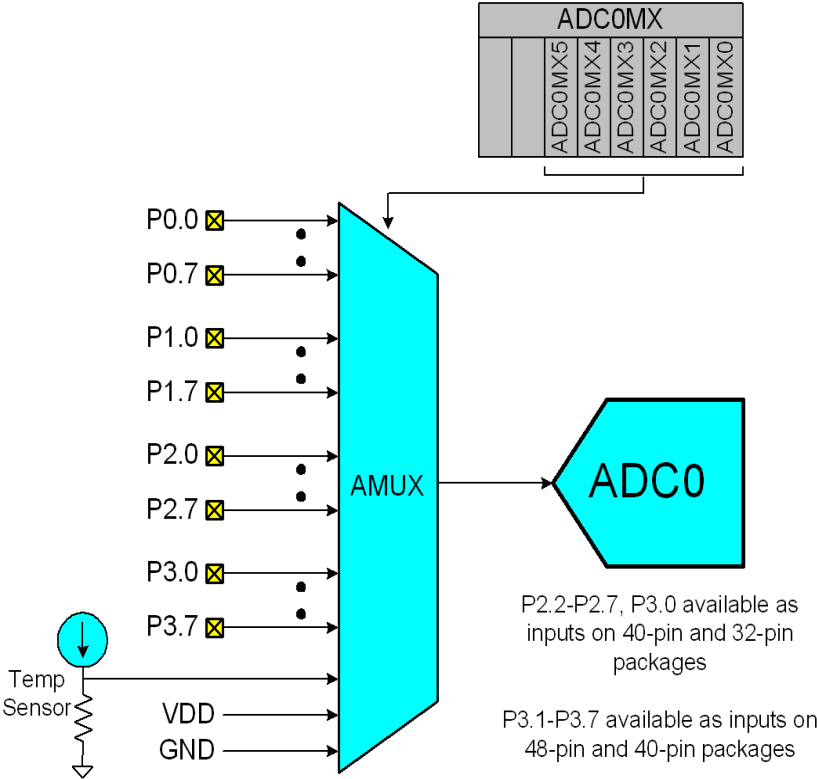 ADC0MX
ADC0MX5
ADC0MX4
ADC0MX3
ADC0MX2
ADC0MX1
ADC0MX0
P0.0
P0.7
P1.0
P1.7
P2.0
P2.7
P3.0
P3.7
Temp
Sensor
VDD
GND
AMUX
ADC0
P2.2-P2.7, P3.0 available as
inputs on 40-pin and 32-pin
packages
P3.1-P3.7 available as inputs on
48-pin and 40-pin packages